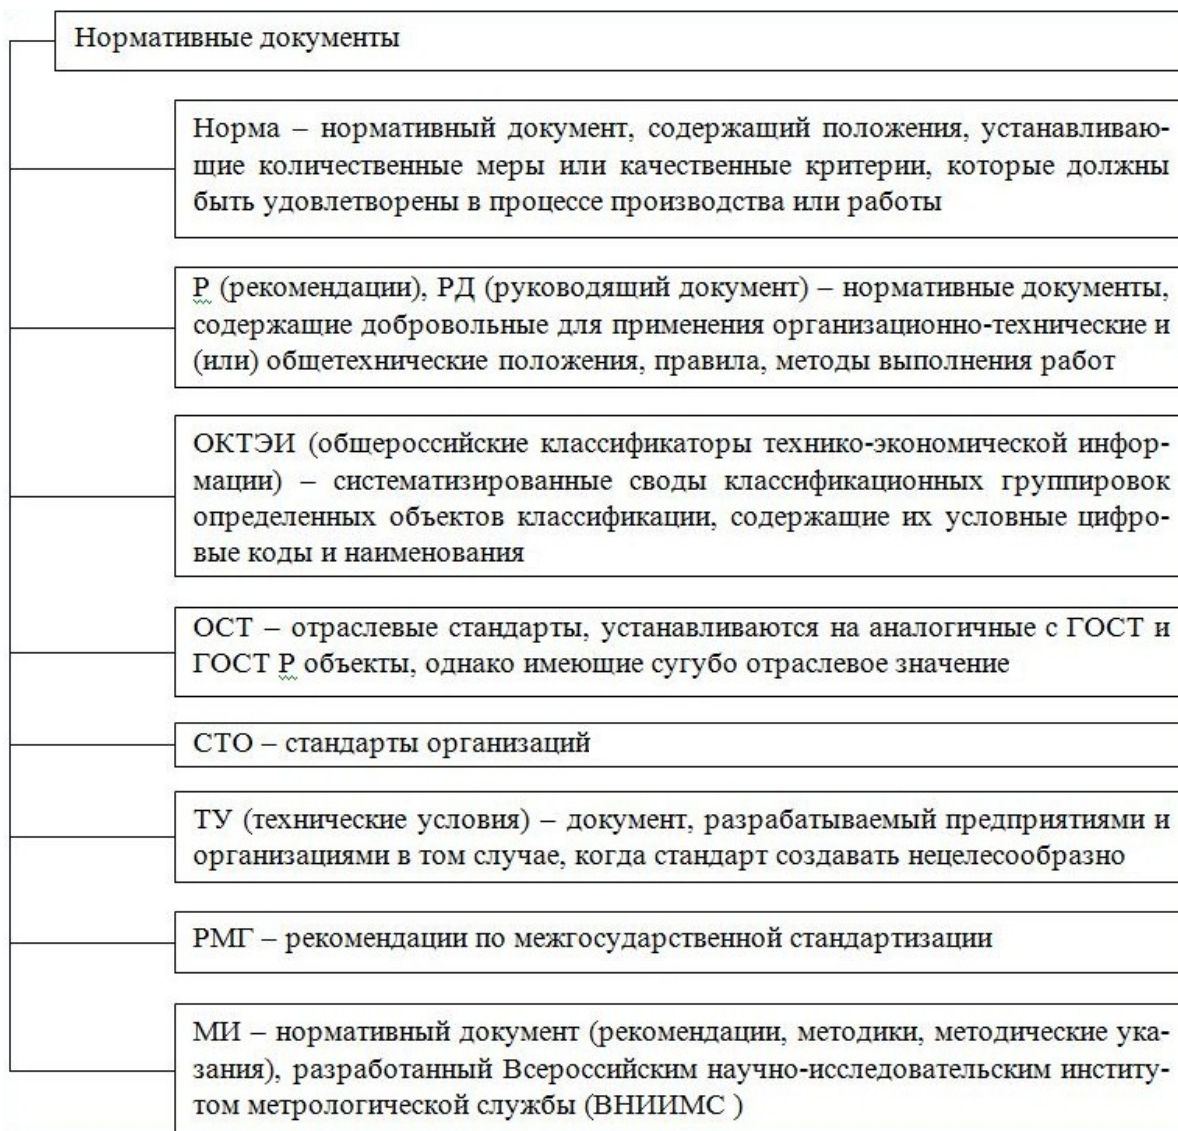 Нормативные документы
Норма – нормативный документ, содержащий положения, устанавливаю-
щие количественные меры или качественные критерии, которые должны
быть удовлетворены в процессе производства или работы
Р (рекомендации), РД (руководящий документ) – нормативные документы,
содержащие добровольные для применения организационно-технические и
(или) общетехнические положения, правила, методы выполнения работ
ОКТЭИ (общероссийские классификаторы технико-экономической инфор-
мации) – систематизированные своды классификационных группировок
определенных объектов классификации, содержащие их условные цифро-
вые коды и наименования
ОСТ – отраслевые стандарты, устанавливаются на аналогичные с ГОСТ и
ГОСТ Р объекты, однако имеющие сугубо отраслевое значение
СТО – стандарты организаций
ТУ (технические условия) – документ, разрабатываемый предприятиями и
организациями в том случае, когда стандарт создавать нецелесообразно
РМГ – рекомендации по межгосударственной стандартизации
МИ – нормативный документ (рекомендации, методики, методические ука-
зания), разработанный Всероссийским научно-исследовательским институ-
том метрологической службы (ВНИИМС )